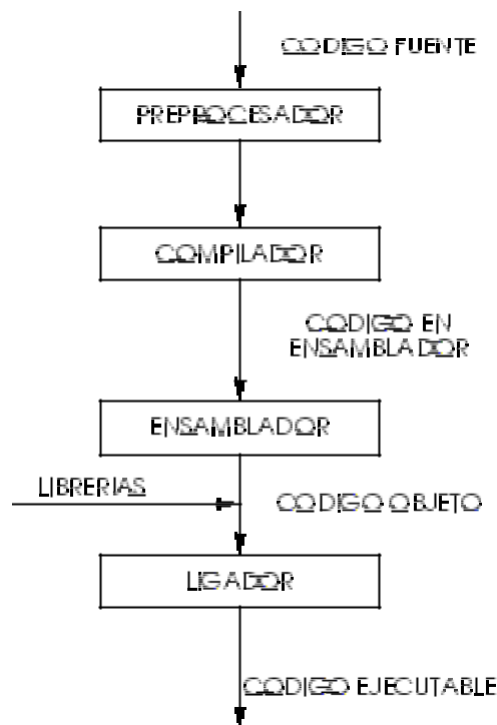 CODIGO FUENTE
PREPROCESADOR
COMPILADOR
CODIGO EN
ENSAMBLADOR
ENSAMBLADOR
LIBRERIAS
CODIGO OBJETO
LIGADOR
CODIGO EJECUTABLE